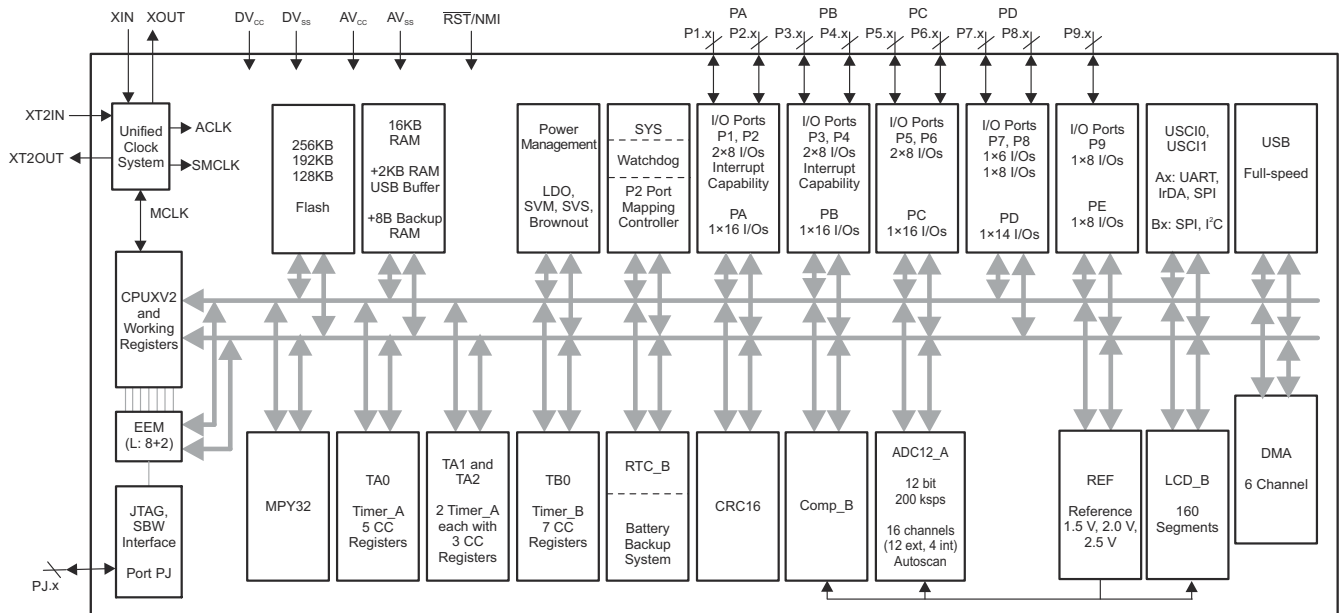 XIN XOUT DVCC DVSS AVCC AVSS RST/NMI
PA PB PC PD
P1.x P2.x P3.x P4.x P5.x P6.x P7.x P8.x P9.x
XT2IN
XT2OUT
Unified
Clock
System
ACLK
SMCLK
MCLK
256KB
192KB
128KB
Flash
16KB
RAM
+2KB RAM
USB Buffer
+8B Backup
RAM
Power
Management
LDO
SVM, SVS,
Brownout
SYS
Watchdog
P2 Port
Mapping
Controller
I/O Ports
P1, P2
2×8 I/Os
Interrupt
Capability
PA
1×16 I/Os
I/O Ports
P3, P4
2×8 I/Os
Interrupt
Capability
PB
1×16 I/Os
I/O Ports
P5, P6
2×8 I/Os
PC
1×16 I/Os
I/O Ports
P7, P8
1×6 I/Os
1×8 I/Os
PD
1×14 I/Os
I/O Ports
P9
1×8 I/Os
PE
1×8 I/Os
USCI0,
USCI1
Ax: UART,
IrDA, SPI
Bx: SPI, I²C
USB
Full-speed
CPUXV2
and
Working
Registers
EEM
(L: 8+2)
JTAG,
SBW
Interface
Port PJ
PJ.x
MPY32
TA0
Timer_A
5 CC
Registers
TA1 and
TA2
2 Timer_A
each with
3 CC
Registers
TB0
Timer_B
7 CC
Registers
RTC_B
Battery
Backup
System
CRC16
Comp_B
ADC12_A
12 bit
200 ksps
16 channels
(12 ext, 4 int)
Autoscan
REF
Reference
1.5 V, 2.0 V,
2.5 V
LCD_B
160
Segments
DMA
6 Channel